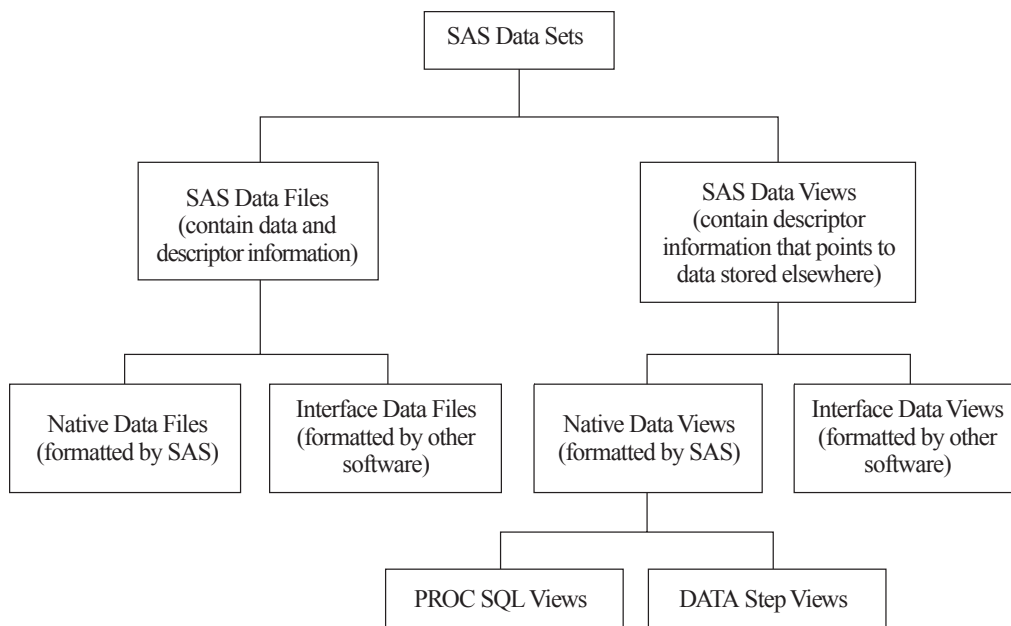 SAS Data Sets
SAS Data Files
(contain data and
descriptor information)
SAS Data Views
(contain descriptor
information that points to
data stored elsewhere)
Native Data Files
(formatted by SAS)
Interface Data Files
(formatted by other
software)
Native Data Views
(formatted by SAS)
Interface Data Views
(formatted by other
software)
PROC SQL Views
DATA Step Views